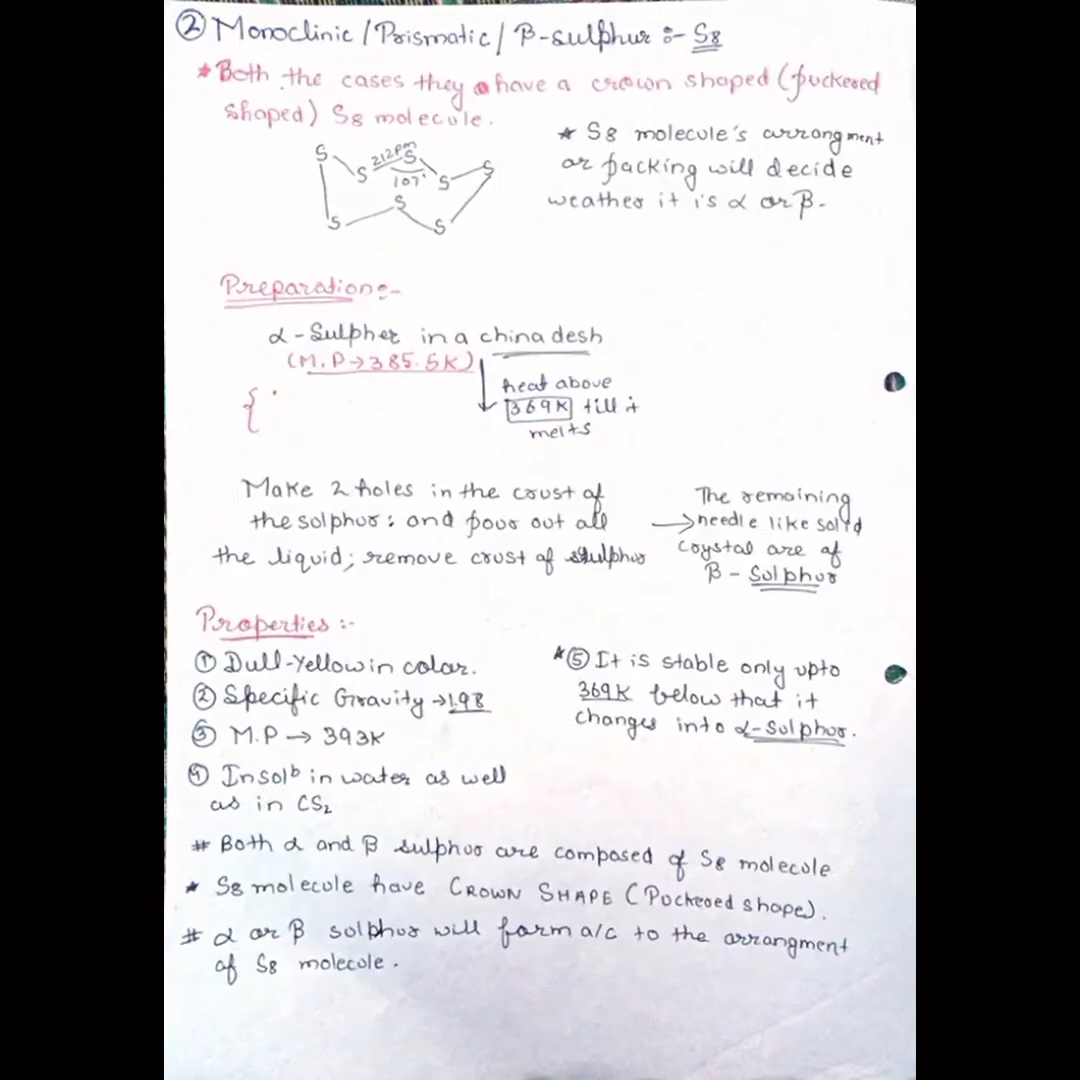 ② Monoclinic / Prismatic / β-sulphur :- S8
* Both the cases they have a crown shaped (puckered
shaped) S8 molecule.
S
S
212pm
S
107°
S
S
S
S
S
* S8 molecule's arrangment
or packing will decide
weather it is α or β.
Preparation:-
α - Sulpher in a china desh
(M.P → 385.5K)
heat above
369K till it
melts
{
Make 2 holes in the crust of
the solphur: and pour out all
the liquid; remove crust of sulphur
The remaining
→ needle like solid
crystal are of
β - Solphur
Properties :-
① Dull-Yellow in color.
② Specific Gravity → 1.98
③ M.P → 393K
④ Insolb in water as well
as in CS2
*⑤ It is stable only upto
369K below that it
changes into α-Solphur.
# Both α and β sulphur are composed of S8 molecule
* S8 molecule have CROWN SHAPE (Puckered shape).
# α or β solphur will form a/c to the arrangment
of S8 molecule.